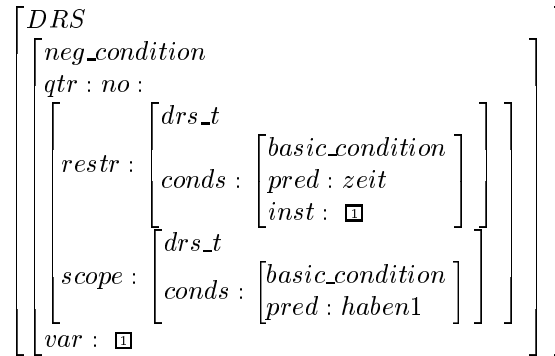 DRS
neg_condition
qtr : no :
restr :
drs_t
conds :
basic_condition
pred : zeit
inst : 1
scope :
drs_t
conds :
basic_condition
pred : haben1
var : 1